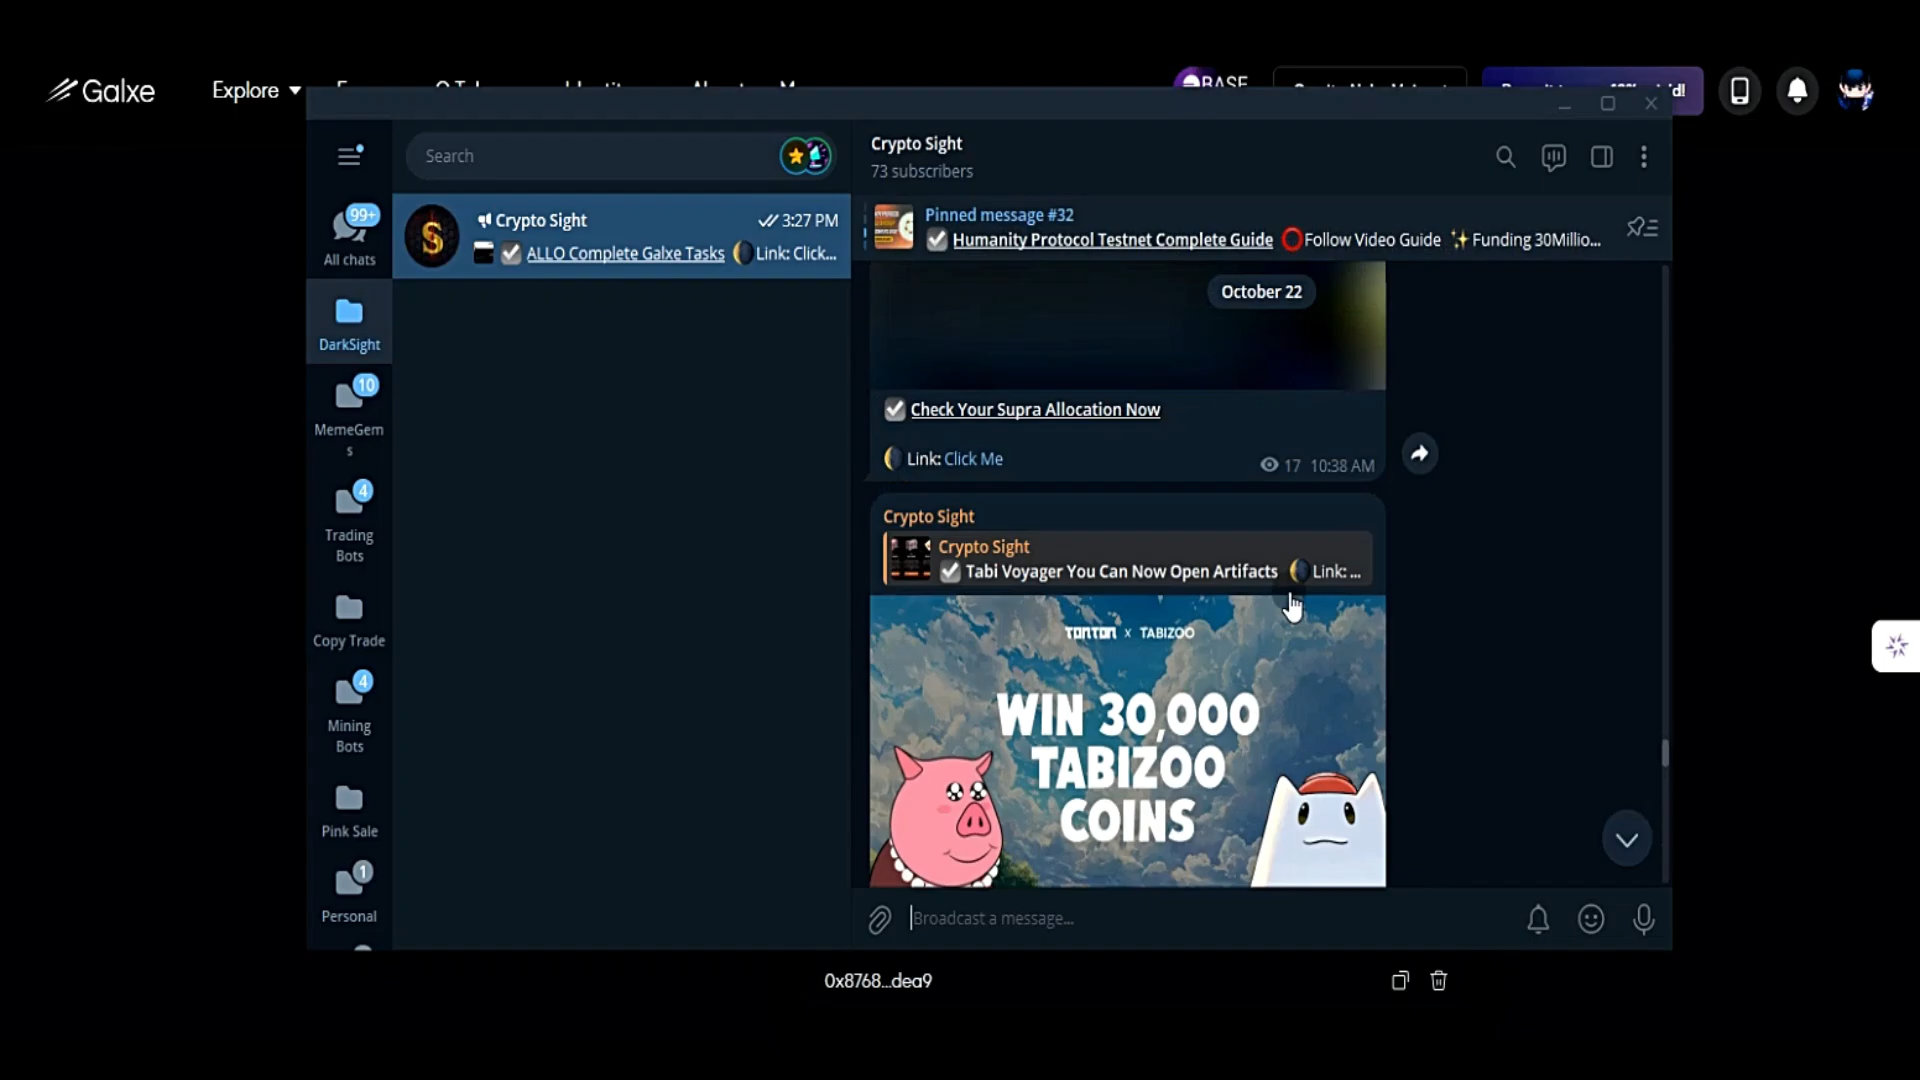 Galxe
Explore
BASE
Search
Crypto Sight
3:27 PM
ALLO Complete Galxe Tasks Link: Click...
99+
All chats
DarkSight
10
MemeGem
s
4
Trading
Bots
Copy Trade
4
Mining
Bots
Pink Sale
1
Personal
Crypto Sight
73 subscribers
Pinned message #32
Humanity Protocol Testnet Complete Guide Follow Video Guide Funding 30Millio...
October 22
Check Your Supra Allocation Now
Link: Click Me
17 10:38 AM
Crypto Sight
Crypto Sight
Tabi Voyager You Can Now Open Artifacts Link: ...
TONTON x TABIZOO
WIN 30,000
TABIZOO
COINS
Broadcast a message...
0x8768...dea9